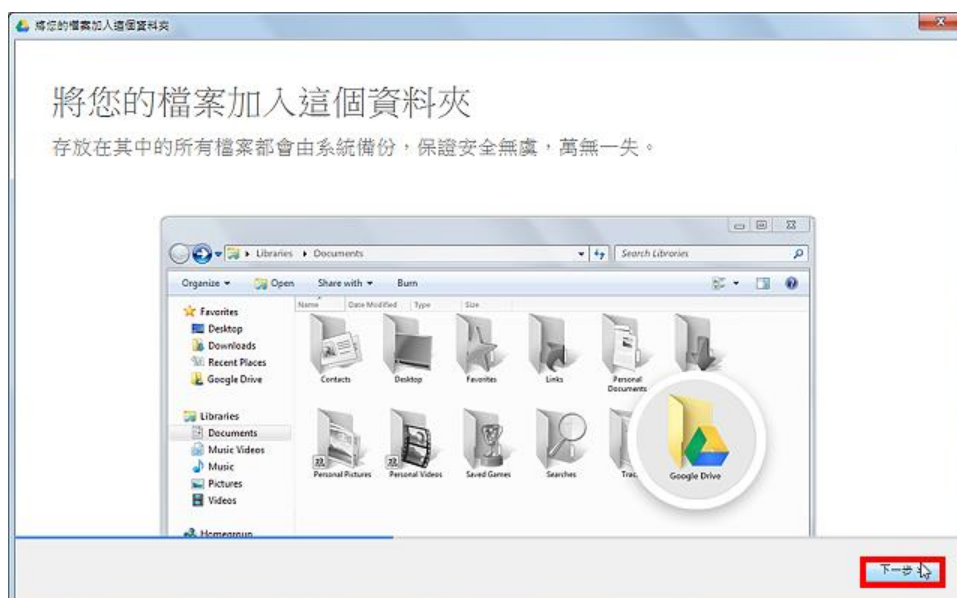 將您的檔案加入這個資料夾
將您的檔案加入這個資料夾
存放在其中的所有檔案都會由系統備份，保證安全無虞，萬無一失。
Libraries Documents
Search Libraries
Organize Open Share with Burn
Name Date Modified Type Size
Favorites
Desktop
Downloads
Recent Places
Google Drive
Libraries
Documents
Music Videos
Music
Pictures
Videos
Homegroup
Contacts Desktop Favorites Links Personal Documents
Personal Pictures Personal Videos Saved Games Searches Trac Google Drive
下一步